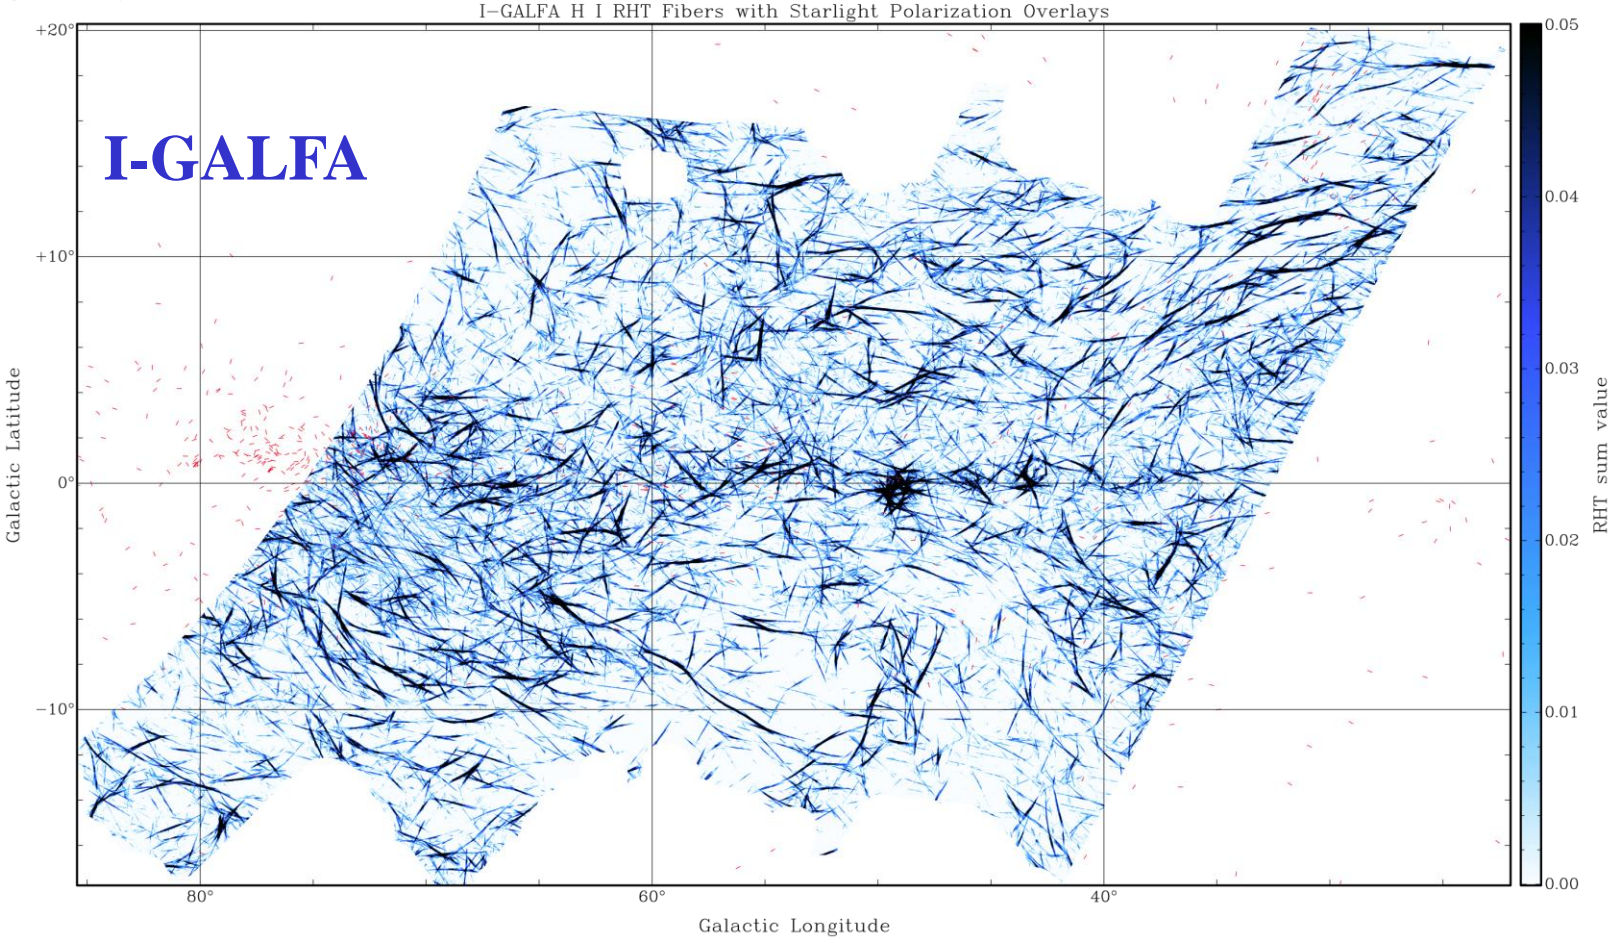 I-GALFA H I RHT Fibers with Starlight Polarization Overlays
I-GALFA
+20°
+10°
0°
−10°
Galactic Latitude
80°
60°
40°
Galactic Longitude
0.05
0.04
0.03
0.02
0.01
0.00
RHT sum value